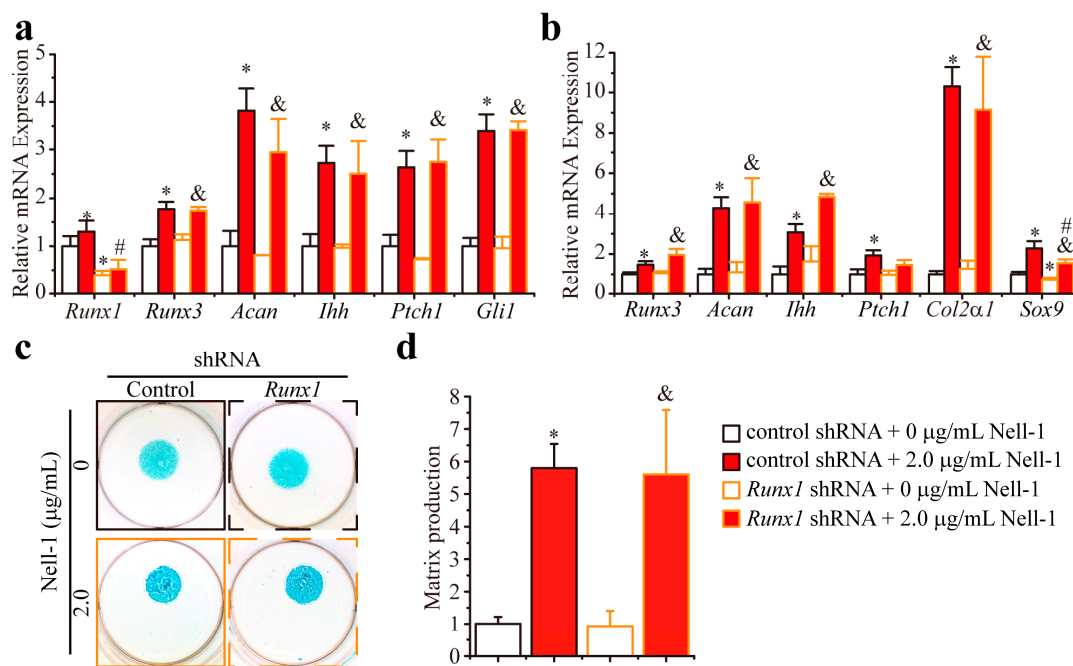 a
Relative mRNA Expression
5
4
3
2
1
0
* * # * & * & * & * & * &
Runx1 Runx3 Acan Ihh Ptch1 Gli1
b
Relative mRNA Expression
12
10
8
6
4
2
0
* & * & * & * * & * * # &
Runx3 Acan Ihh Ptch1 Col2α1 Sox9
c
shRNA
Control Runx1
Nell-1 (μg/mL)
0
2.0
d
Matrix production
8
7
6
5
4
3
2
1
0
* &
control shRNA + 0 μg/mL Nell-1
control shRNA + 2.0 μg/mL Nell-1
Runx1 shRNA + 0 μg/mL Nell-1
Runx1 shRNA + 2.0 μg/mL Nell-1